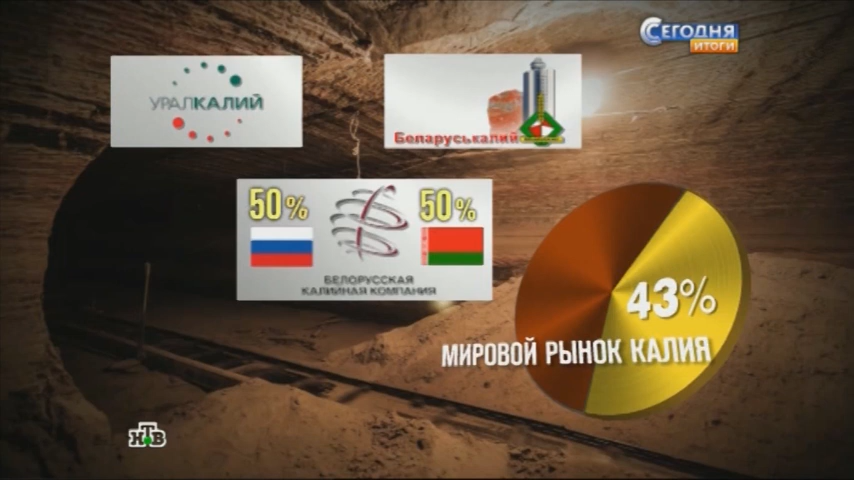 СЕГОДНЯ
ИТОГИ
УРАЛКАЛИЙ
Беларуськалий
50% 50%
БЕЛОРУССКАЯ
КАЛИЙНАЯ КОМПАНИЯ
43%
МИРОВОЙ РЫНОК КАЛИЯ
НТВ